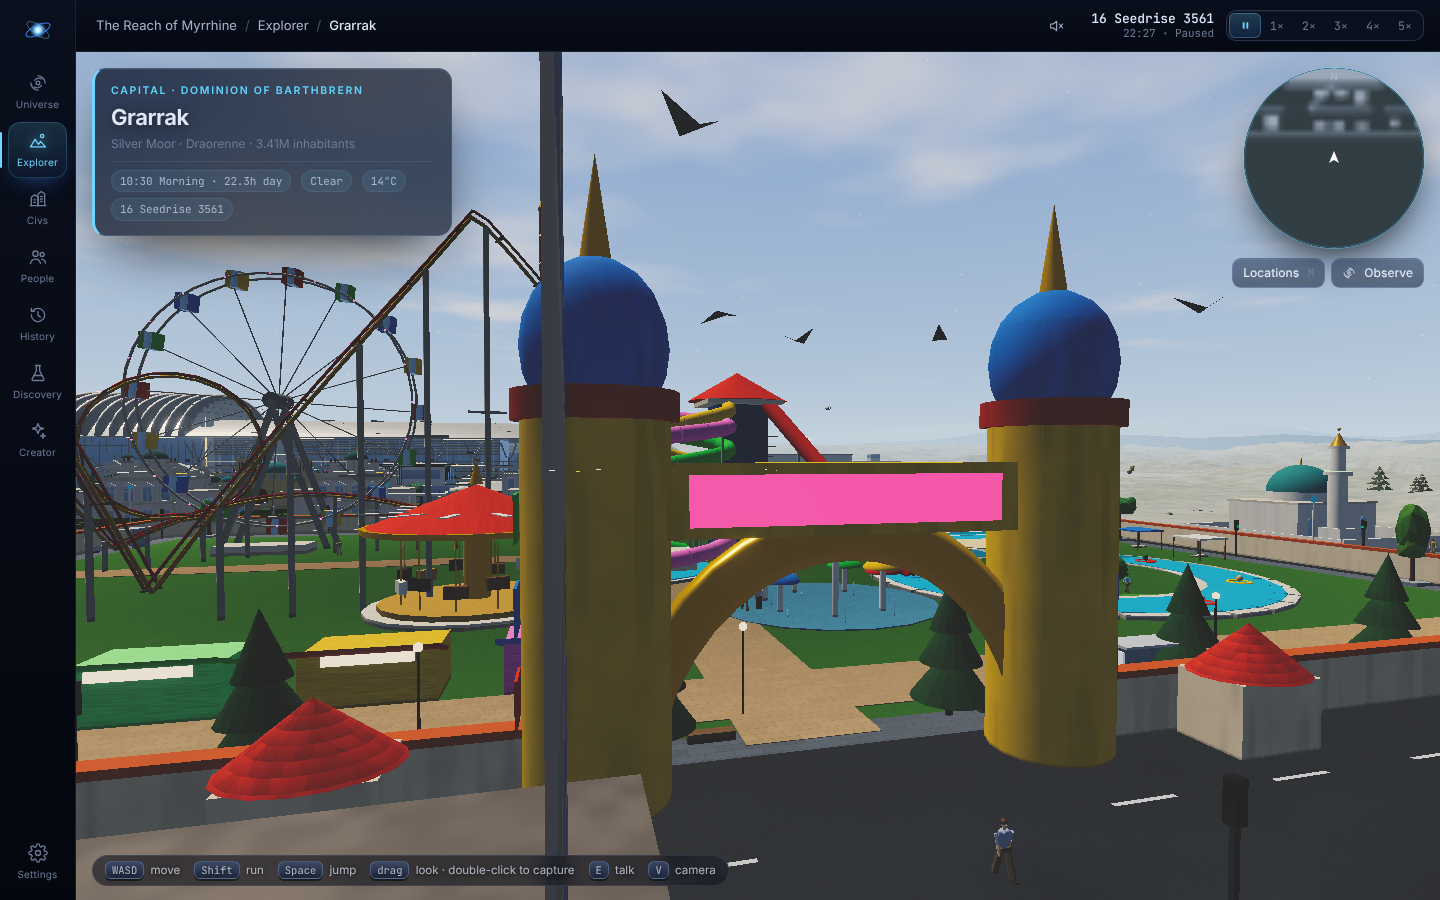 The Reach of Myrrhine / Explorer / Grarrak
16 Seedrise 3561
22:27 · Paused
1×
2×
3×
4×
5×
Universe
Explorer
Civs
People
History
Discovery
Creator
Settings
CAPITAL · DOMINION OF BARTHBRERN
Grarrak
Silver Moor · Draorenne · 3.41M inhabitants
10:30 Morning · 22.3h day
Clear
14°C
16 Seedrise 3561
N
Locations M
Observe
WASD move Shift run Space jump drag look · double-click to capture E talk V camera